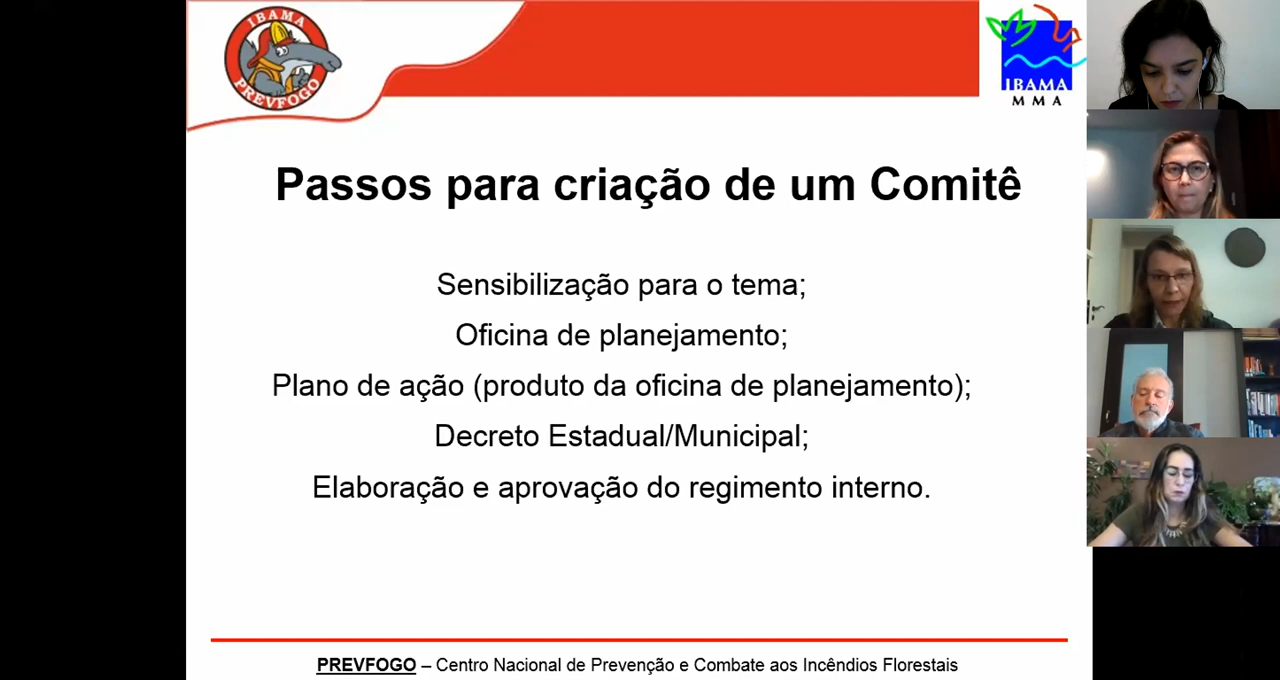 IBAMA
PREVFOGO
IBAMA
MMA
Passos para criação de um Comitê
Sensibilização para o tema;
Oficina de planejamento;
Plano de ação (produto da oficina de planejamento);
Decreto Estadual/Municipal;
Elaboração e aprovação do regimento interno.
PREVFOGO – Centro Nacional de Prevenção e Combate aos Incêndios Florestais